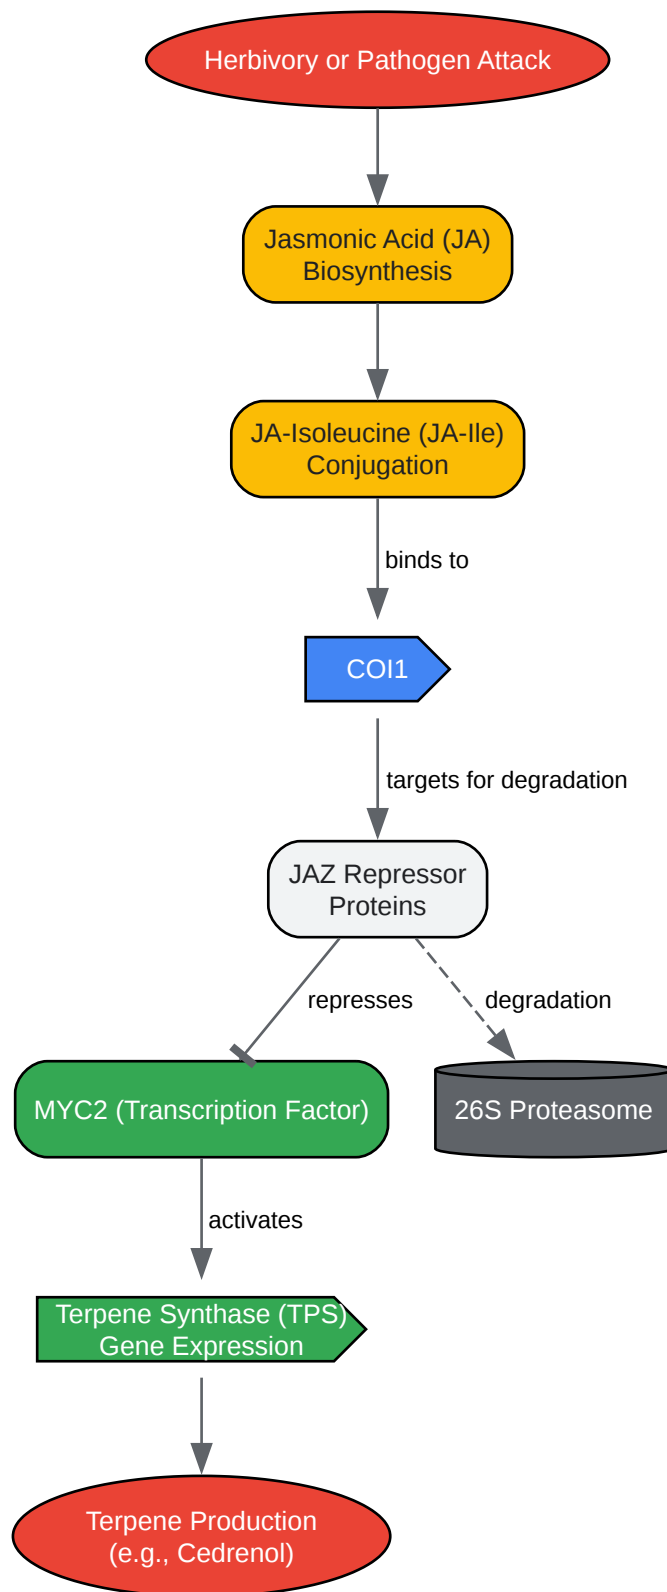 Herbivory or Pathogen Attack
Jasmonic Acid (JA)
Biosynthesis
JA-Isoleucine (JA-Ile)
Conjugation
binds to
COI1
targets for degradation
JAZ Repressor
Proteins
represses
degradation
MYC2 (Transcription Factor)
26S Proteasome
activates
Terpene Synthase (TPS)
Gene Expression
Terpene Production
(e.g., Cedrenol)